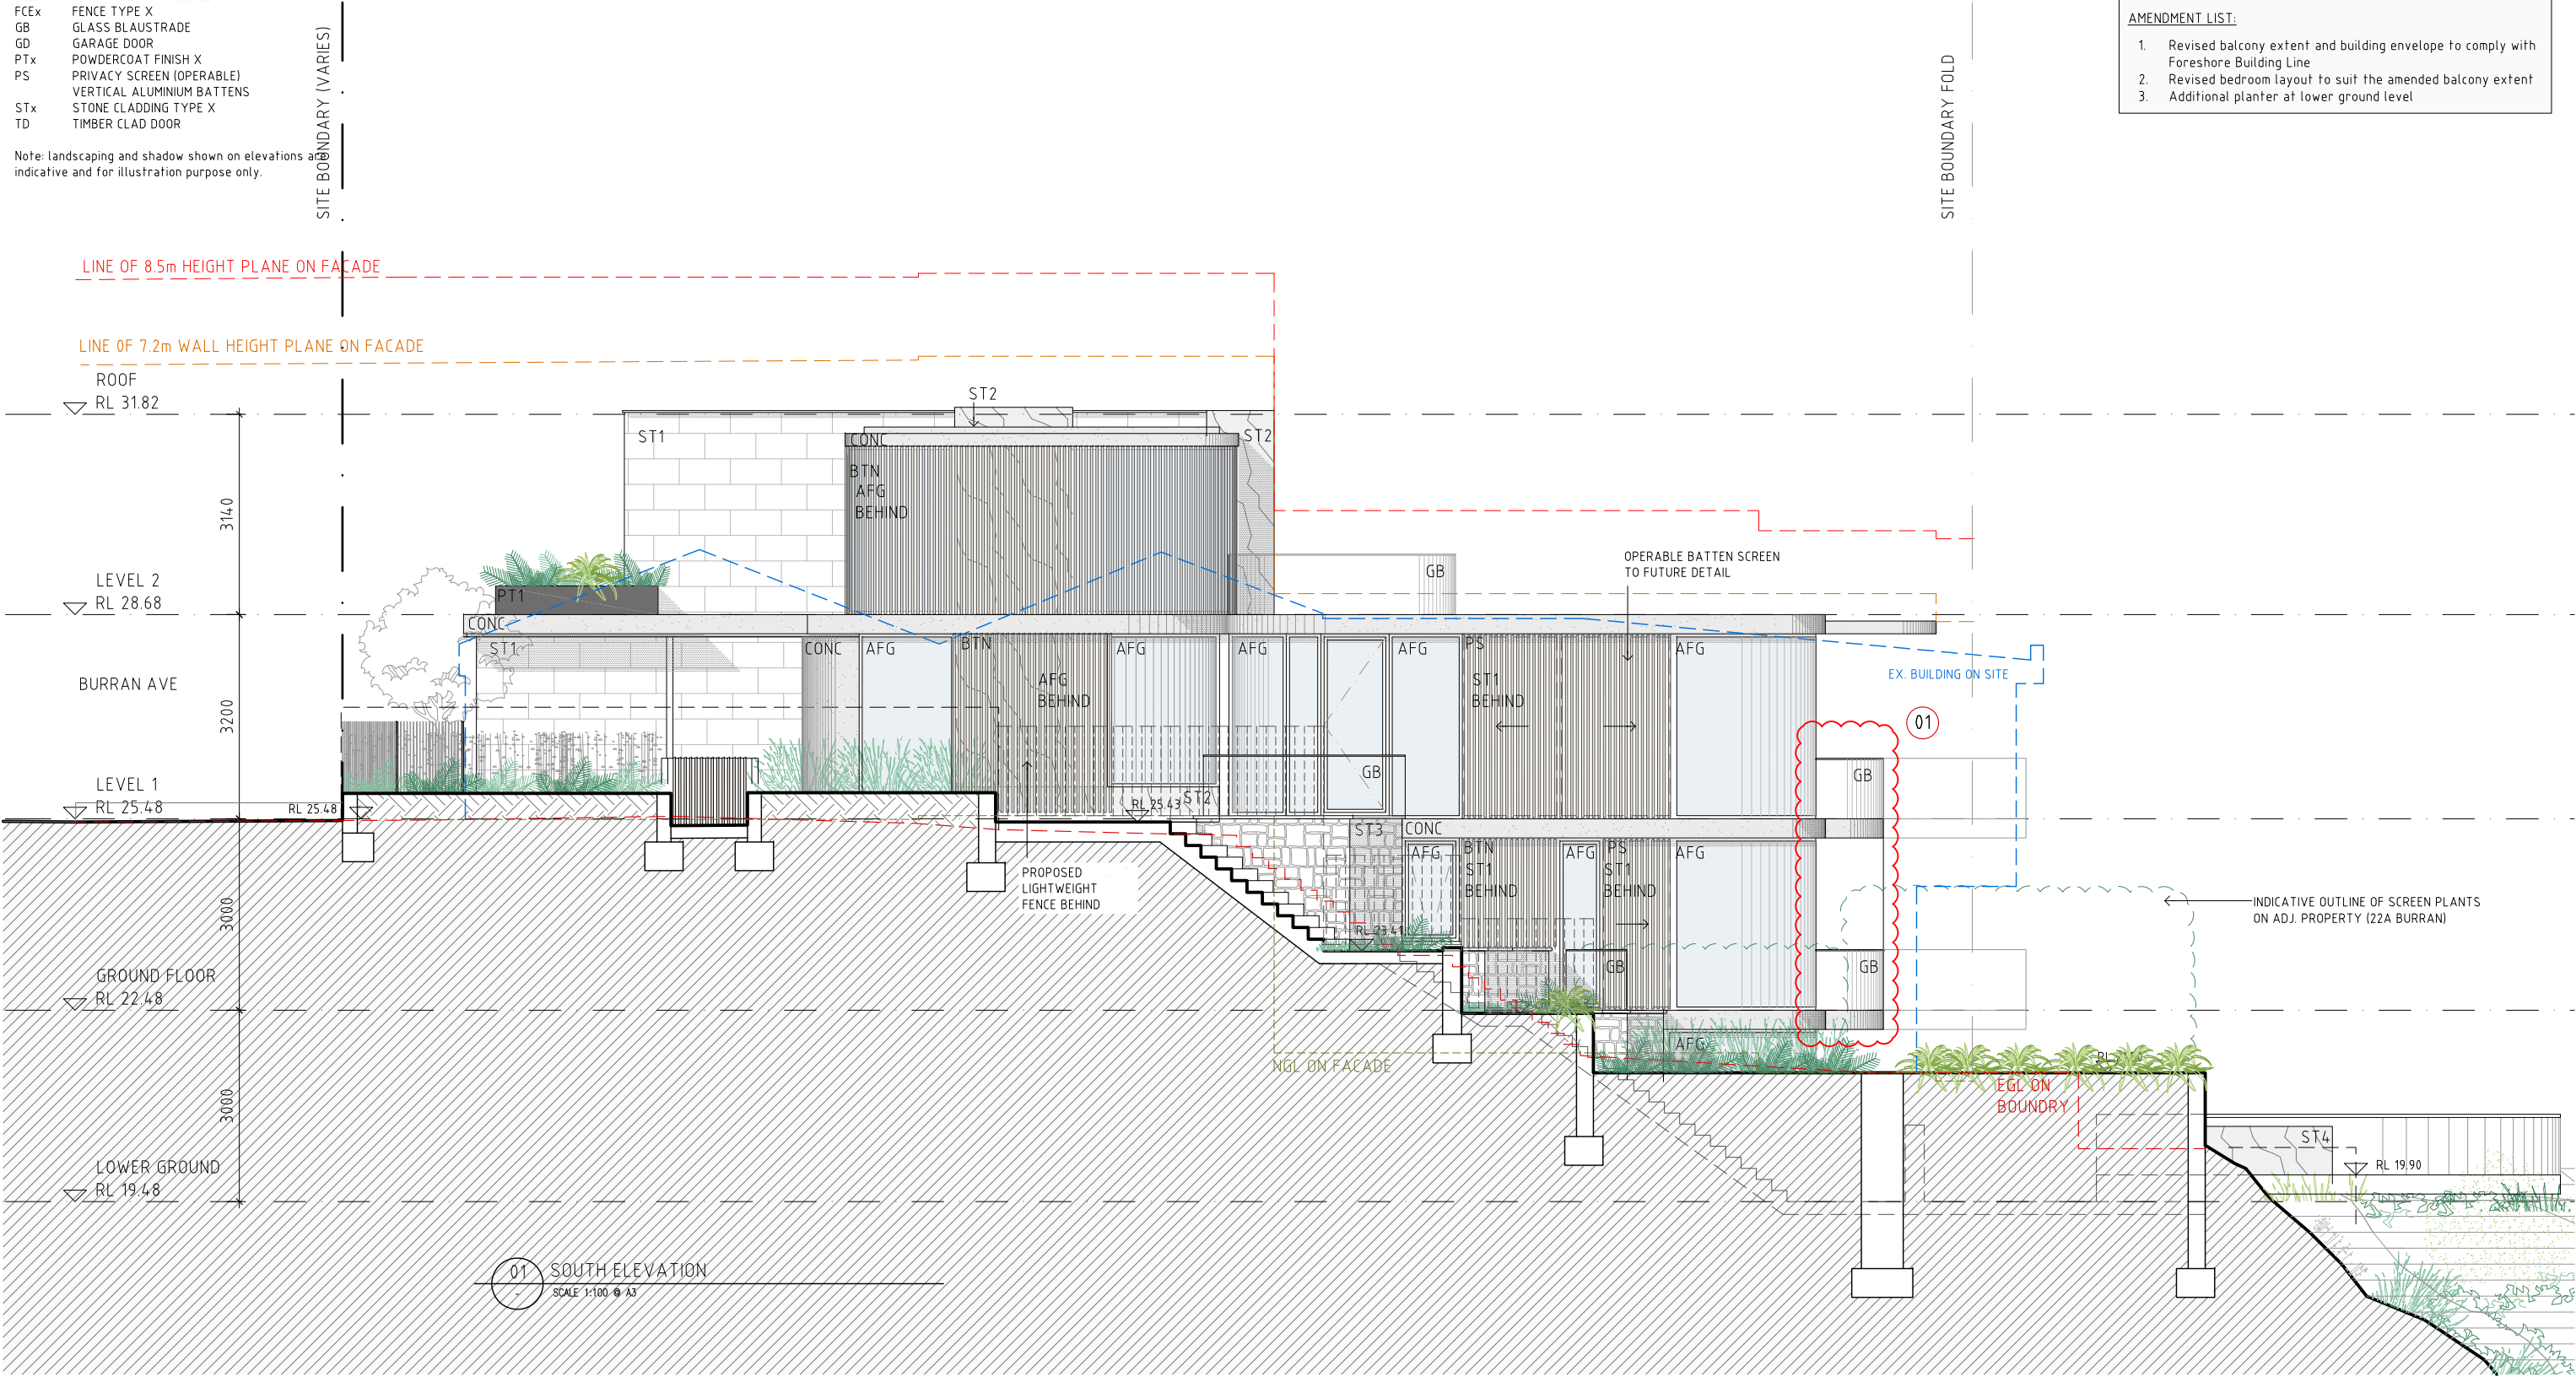 FCEx FENCE TYPE X
GB GLASS BLAUSTRADE
GD GARAGE DOOR
PTx POWDERCOAT FINISH X
PS PRIVACY SCREEN (OPERABLE)
VERTICAL ALUMINIUM BATTENS
STx STONE CLADDING TYPE X
TD TIMBER CLAD DOOR
Note: landscaping and shadow shown on elevations are
indicative and for illustration purpose only.
SITE BOUNDARY (VARIES)
SITE BOUNDARY FOLD
AMENDMENT LIST:
1. Revised balcony extent and building envelope to comply with
Foreshore Building Line
2. Revised bedroom layout to suit the amended balcony extent
3. Additional planter at lower ground level
LINE OF 8.5m HEIGHT PLANE ON FACADE
LINE OF 7.2m WALL HEIGHT PLANE ON FACADE
ROOF
RL 31.82
ST2
ST1
CONC
ST2
BTN
AFG
BEHIND
3140
OPERABLE BATTEN SCREEN
TO FUTURE DETAIL
GB
LEVEL 2
RL 28.68
PT1
CONC
ST1
CONC
AFG
BTN
AFG
AFG
AFG
PS
AFG
EX. BUILDING ON SITE
BURRAN AVE
AFG
BEHIND
ST1
BEHIND
3200
01
GB
GB
LEVEL 1
RL 25.48
RL 25.48
RL 25.43
ST2
ST3
CONC
AFG
BTN
ST1
BEHIND
AFG
PS
ST1
BEHIND
AFG
PROPOSED
LIGHTWEIGHT
FENCE BEHIND
3000
INDICATIVE OUTLINE OF SCREEN PLANTS
ON ADJ. PROPERTY (22A BURRAN)
RL 23.41
GB
GB
GROUND FLOOR
RL 22.48
AFG
NGL ON FACADE
EGL ON
BOUNDRY
3000
ST4
RL 19.90
LOWER GROUND
RL 19.48
01
-
SOUTH ELEVATION
SCALE 1:100 @ A3